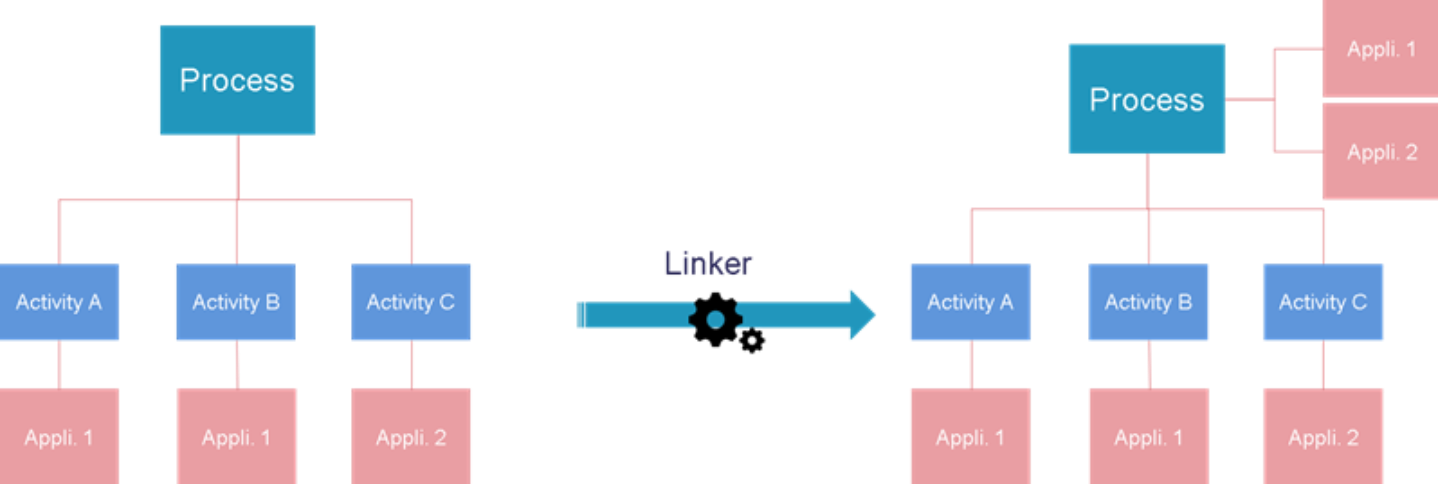 Process
Activity A
Activity B
Activity C
Appli. 1
Appli. 1
Appli. 2
Linker
Process
Appli. 1
Appli. 2
Activity A
Activity B
Activity C
Appli. 1
Appli. 1
Appli. 2